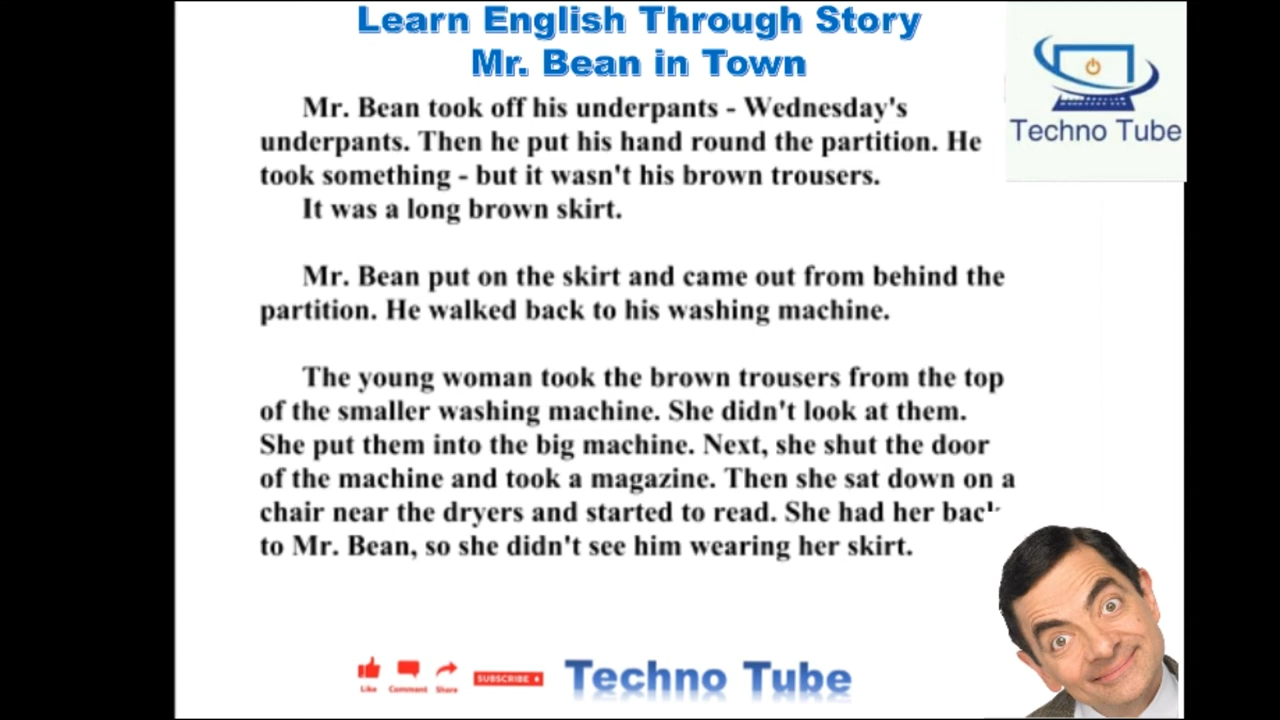 Learn English Through Story
Mr. Bean in Town
Techno Tube
Mr. Bean took off his underpants - Wednesday's
underpants. Then he put his hand round the partition. He
took something - but it wasn't his brown trousers.
It was a long brown skirt.
Mr. Bean put on the skirt and came out from behind the
partition. He walked back to his washing machine.
The young woman took the brown trousers from the top
of the smaller washing machine. She didn't look at them.
She put them into the big machine. Next, she shut the door
of the machine and took a magazine. Then she sat down on a
chair near the dryers and started to read. She had her back
to Mr. Bean, so she didn't see him wearing her skirt.
Like Comment Share SUBSCRIBE Techno Tube